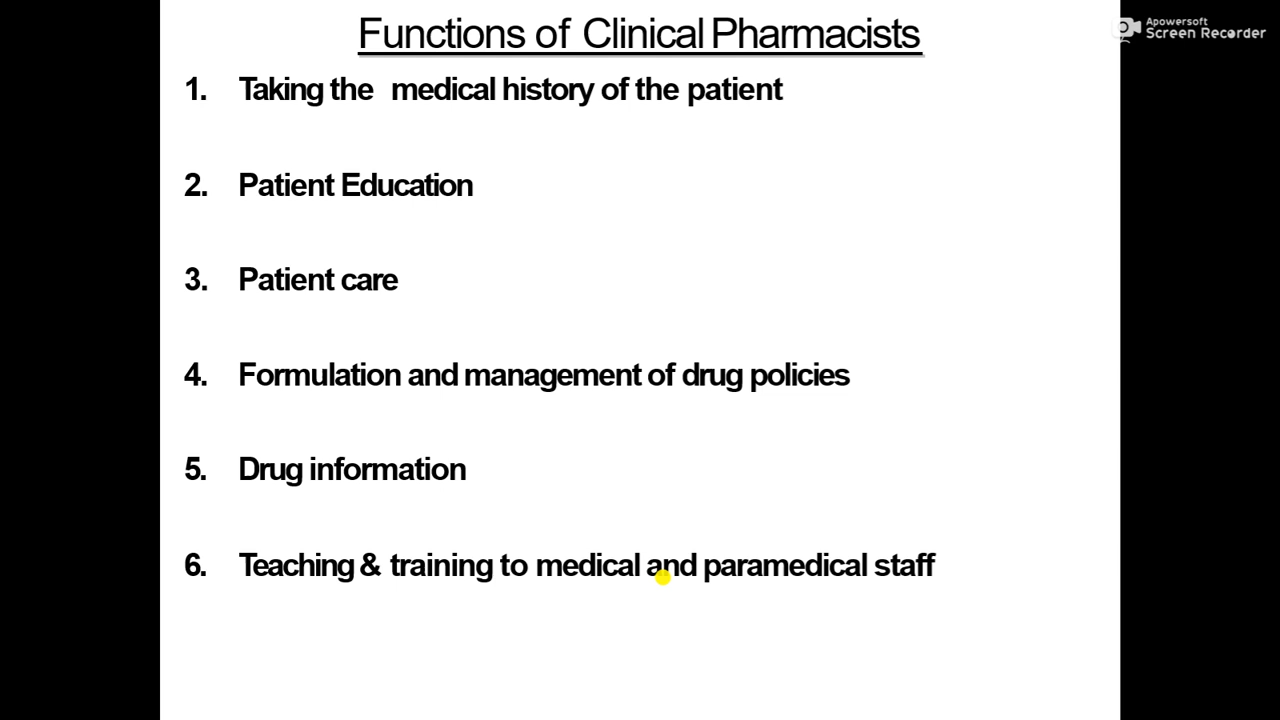 Functions of Clinical Pharmacists
Apowersoft
Screen Recorder
1. Taking the medical history of the patient
2. Patient Education
3. Patient care
4. Formulation and management of drug policies
5. Drug information
6. Teaching & training to medical and paramedical staff